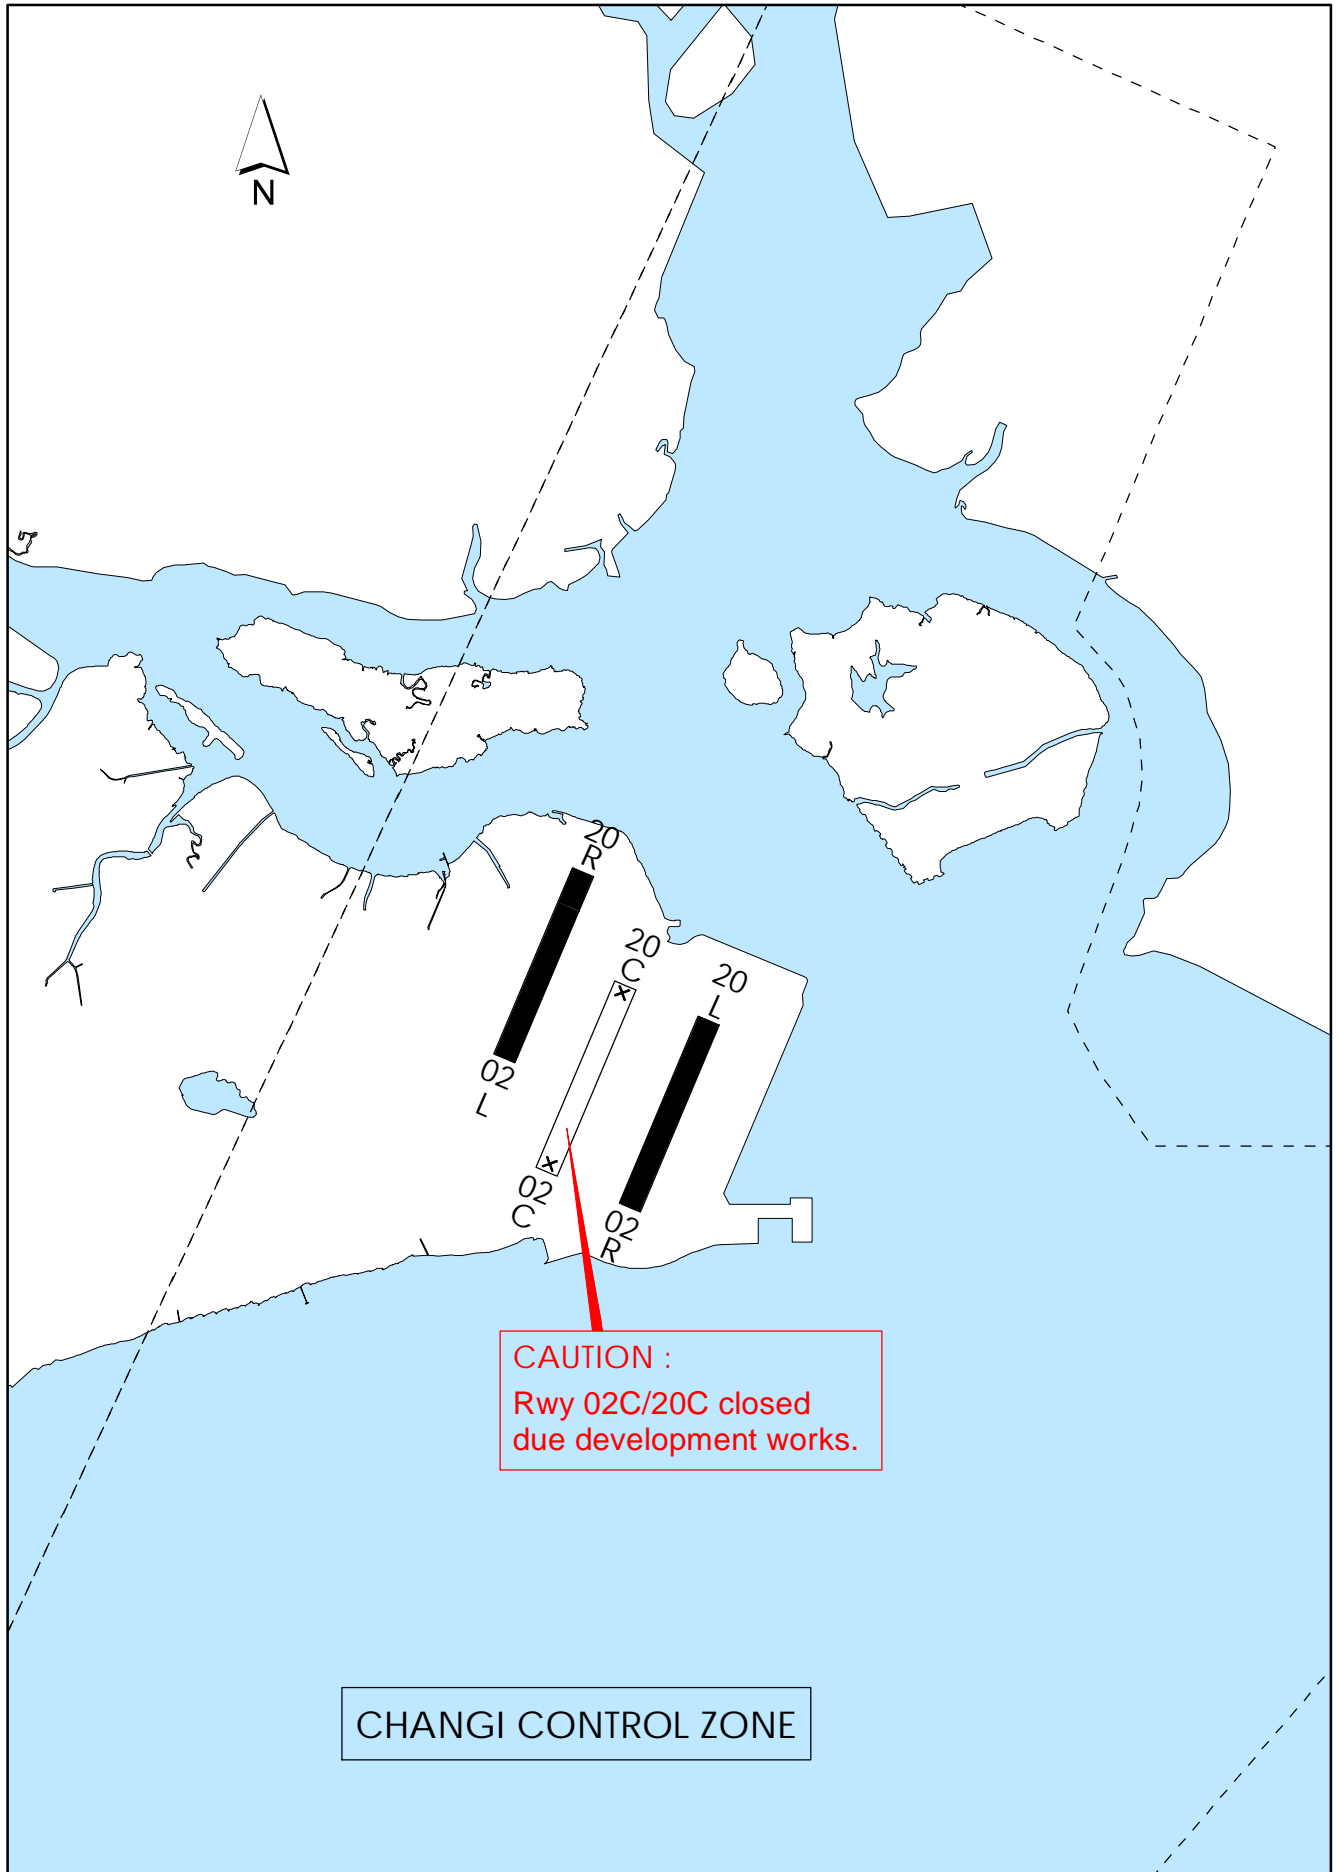 N
20
R
20
C
20
L
02
L
02
C
02
R
CAUTION :
Rwy 02C/20C closed
due development works.
CHANGI CONTROL ZONE